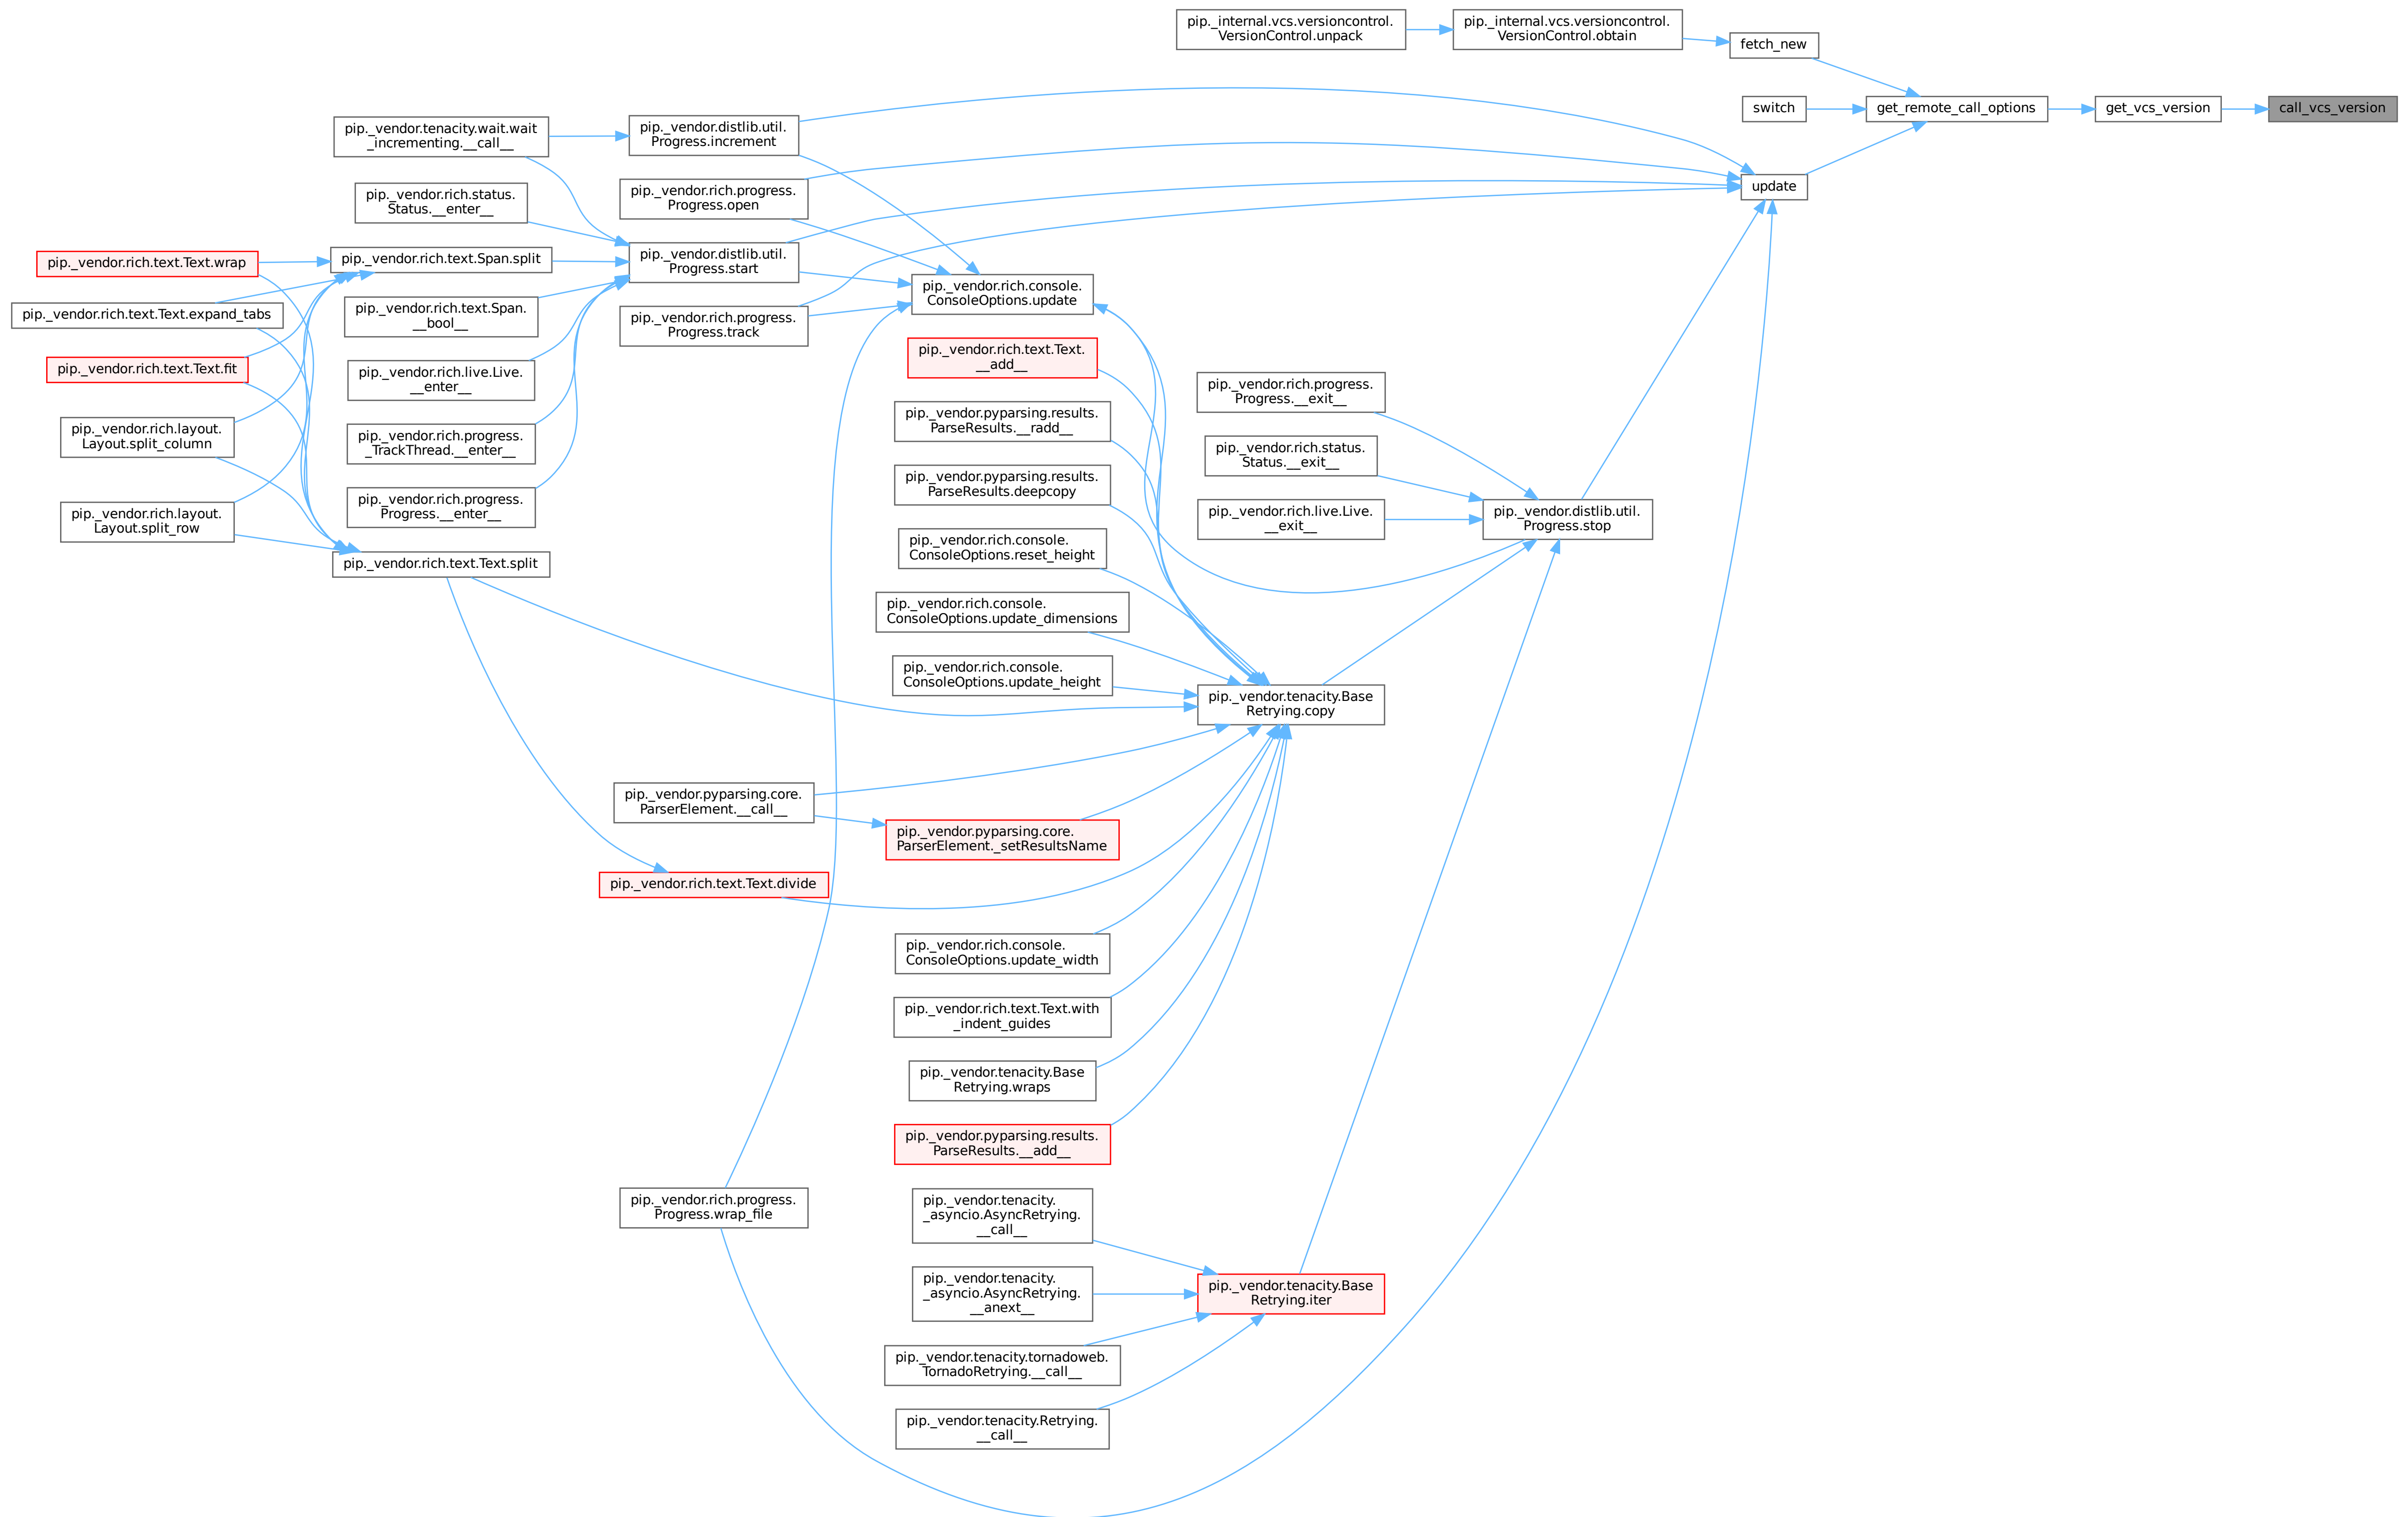 pip._internal.vcs.versioncontrol.
VersionControl.unpack
pip._internal.vcs.versioncontrol.
VersionControl.obtain
fetch_new
switch
get_remote_call_options
get_vcs_version
call_vcs_version
update
pip._vendor.tenacity.wait.wait
_incrementing.__call__
pip._vendor.distlib.util.
Progress.increment
pip._vendor.rich.status.
Status.__enter__
pip._vendor.rich.progress.
Progress.open
pip._vendor.rich.text.Text.wrap
pip._vendor.rich.text.Span.split
pip._vendor.distlib.util.
Progress.start
pip._vendor.rich.console.
ConsoleOptions.update
pip._vendor.rich.text.Text.expand_tabs
pip._vendor.rich.text.Span.
__bool__
pip._vendor.rich.progress.
Progress.track
pip._vendor.rich.text.Text.fit
pip._vendor.rich.live.Live.
__enter__
pip._vendor.rich.text.Text.
__add__
pip._vendor.rich.layout.
Layout.split_column
pip._vendor.rich.progress.
_TrackThread.__enter__
pip._vendor.pyparsing.results.
ParseResults.__radd__
pip._vendor.rich.progress.
Progress.__exit__
pip._vendor.rich.status.
Status.__exit__
pip._vendor.rich.layout.
Layout.split_row
pip._vendor.rich.progress.
Progress.__enter__
pip._vendor.pyparsing.results.
ParseResults.deepcopy
pip._vendor.rich.live.Live.
__exit__
pip._vendor.distlib.util.
Progress.stop
pip._vendor.rich.text.Text.split
pip._vendor.rich.console.
ConsoleOptions.reset_height
pip._vendor.rich.console.
ConsoleOptions.update_dimensions
pip._vendor.rich.console.
ConsoleOptions.update_height
pip._vendor.tenacity.Base
Retrying.copy
pip._vendor.pyparsing.core.
ParserElement.__call__
pip._vendor.pyparsing.core.
ParserElement._setResultsName
pip._vendor.rich.text.Text.divide
pip._vendor.rich.console.
ConsoleOptions.update_width
pip._vendor.rich.text.Text.with
_indent_guides
pip._vendor.tenacity.Base
Retrying.wraps
pip._vendor.pyparsing.results.
ParseResults.__add__
pip._vendor.rich.progress.
Progress.wrap_file
pip._vendor.tenacity.
_asyncio.AsyncRetrying.
__call__
pip._vendor.tenacity.
_asyncio.AsyncRetrying.
__anext__
pip._vendor.tenacity.Base
Retrying.iter
pip._vendor.tenacity.tornadoweb.
TornadoRetrying.__call__
pip._vendor.tenacity.Retrying.
__call__